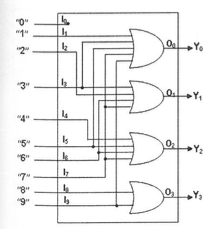 "0" I₀
"1" I₁
"2" I₂
O₀ Y₀
"3" I₃
O₁ Y₁
"4" I₄
"5" I₅
O₂ Y₂
"6" I₆
"7" I₇
"8" I₈
O₃ Y₃
"9" I₉